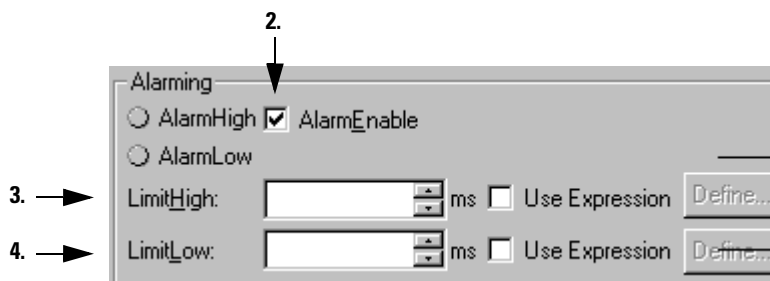 2.
Alarming
AlarmHigh AlarmEnable
AlarmLow
3. LimitHigh: ms Use Expression Define...
4. LimitLow: ms Use Expression Define...